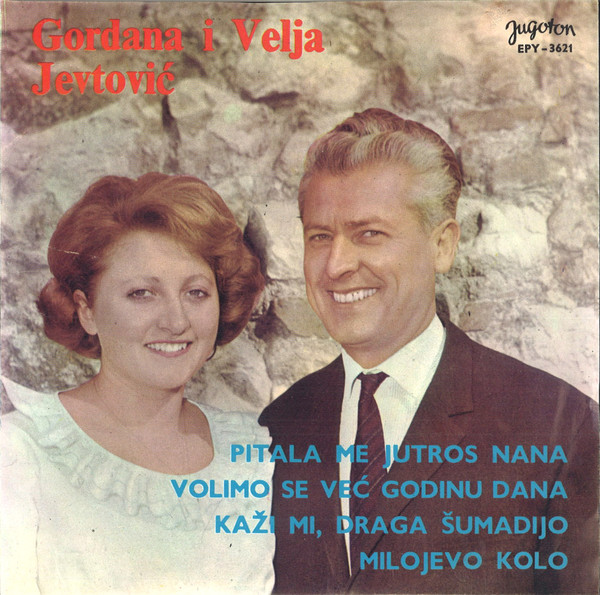 Gordana i Velja
Jevtović
Jugoton
EPY-3621
PITALA ME JUTROS NANA
VOLIMO SE VEĆ GODINU DANA
KAŽI MI, DRAGA ŠUMADIJO
MILOJEVO KOLO